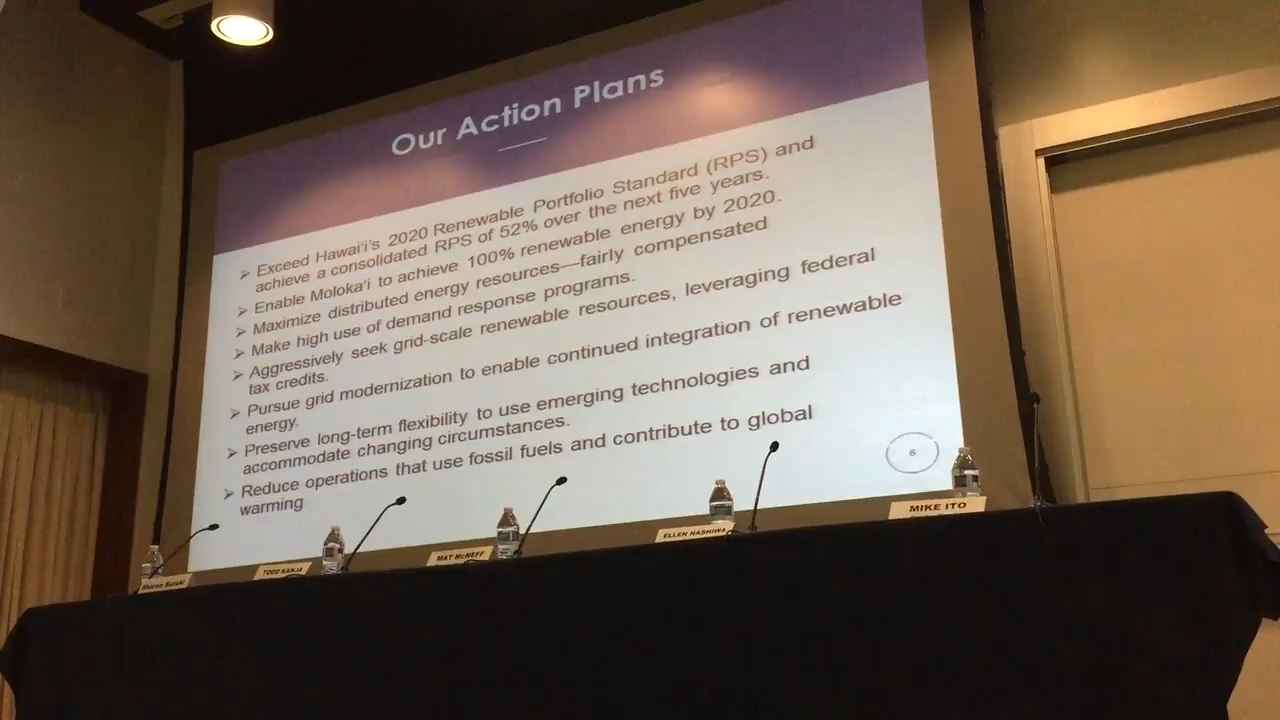 Our Action Plans
➢ Exceed Hawai'i's 2020 Renewable Portfolio Standard (RPS) and
achieve a consolidated RPS of 52% over the next five years.
➢ Enable Moloka'i to achieve 100% renewable energy by 2020.
➢ Maximize distributed energy resources—fairly compensated
➢ Make high use of demand response programs.
➢ Aggressively seek grid-scale renewable resources, leveraging federal
tax credits.
➢ Pursue grid modernization to enable continued integration of renewable
energy.
➢ Preserve long-term flexibility to use emerging technologies and
accommodate changing circumstances.
➢ Reduce operations that use fossil fuels and contribute to global
warming
6
Sharon Suzuki
TODD KANJA
MAT McNEFF
ELLEN NASHIWA
MIKE ITO